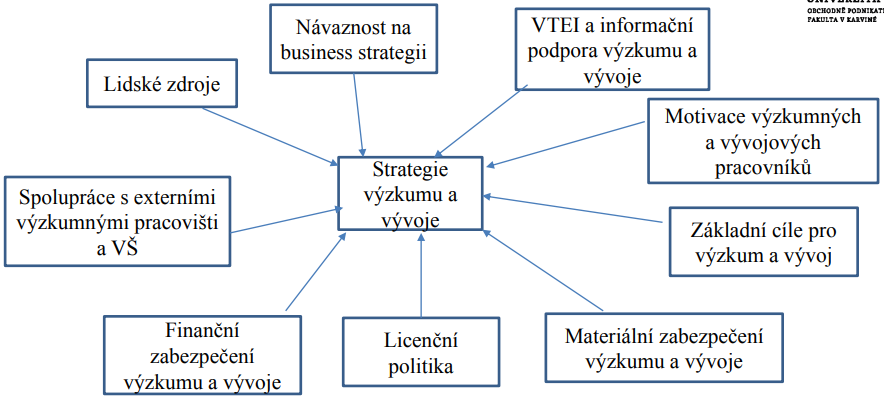 OBCHODNĚ PODNIKAT
FAKULTA V KARVINÉ
Návaznost na
business strategii
VTEI a informační
podpora výzkumu a
vývoje
Lidské zdroje
Motivace výzkumných
a vývojových
pracovníků
Strategie
výzkumu a
vývoje
Spolupráce s externími
výzkumnými pracovišti
a VŠ
Základní cíle pro
výzkum a vývoj
Finanční
zabezpečení
výzkumu a vývoje
Licenční
politika
Materiální zabezpečení
výzkumu a vývoje